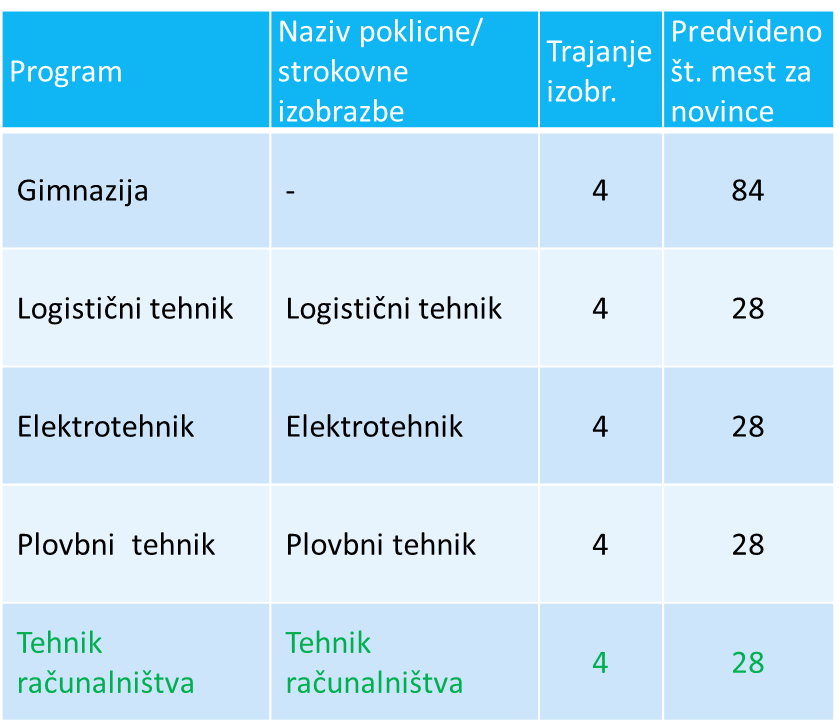 Program
Naziv poklicne/
strokovne
izobrazbe
Trajanje
izobr.
Predvideno
št. mest za
novince
Gimnazija
-
4
84
Logistični tehnik
Logistični tehnik
4
28
Elektrotehnik
Elektrotehnik
4
28
Plovbni  tehnik
Plovbni tehnik
4
28
Tehnik
računalništva
Tehnik
računalništva
4
28